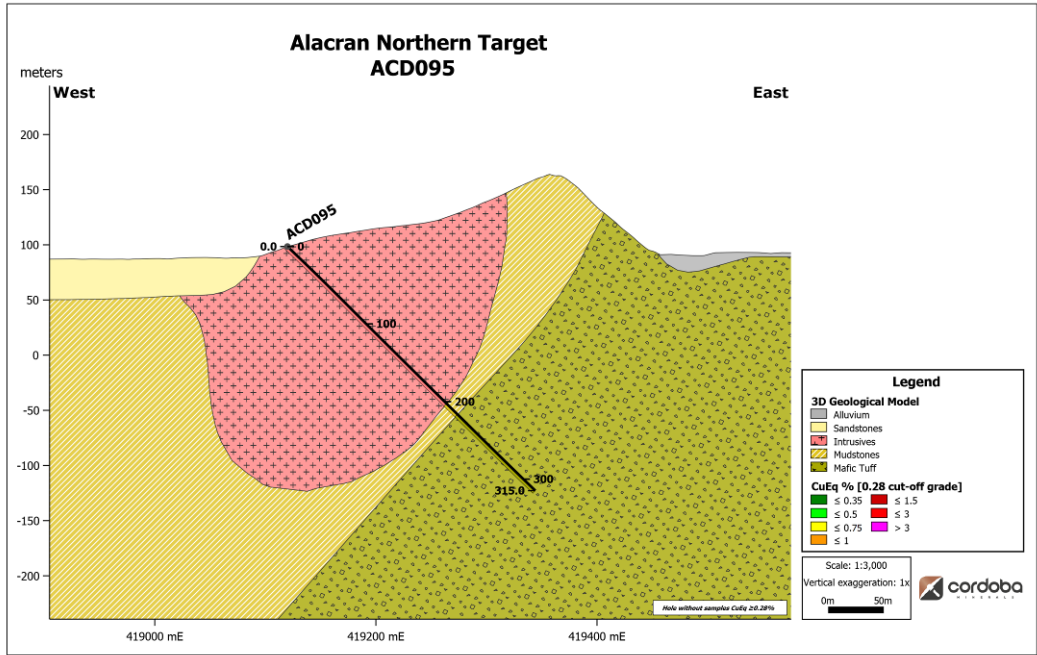 Alacran Northern Target
ACD095
meters
West
East
200
150
100
50
0
-50
-100
-150
-200
ACD095
0.0
0
100
200
300
315.0
419000 mE
419200 mE
419400 mE
Hole without samples CuEq ≥0.28%
Legend
3D Geological Model
Alluvium
Sandstones
Intrusives
Mudstones
Mafic Tuff
CuEq % [0.28 cut-off grade]
≤ 0.35
≤ 1.5
≤ 0.5
≤ 3
≤ 0.75
> 3
≤ 1
Scale: 1:3,000
Vertical exaggeration: 1x
0m
50m
cordoba
MINERALS